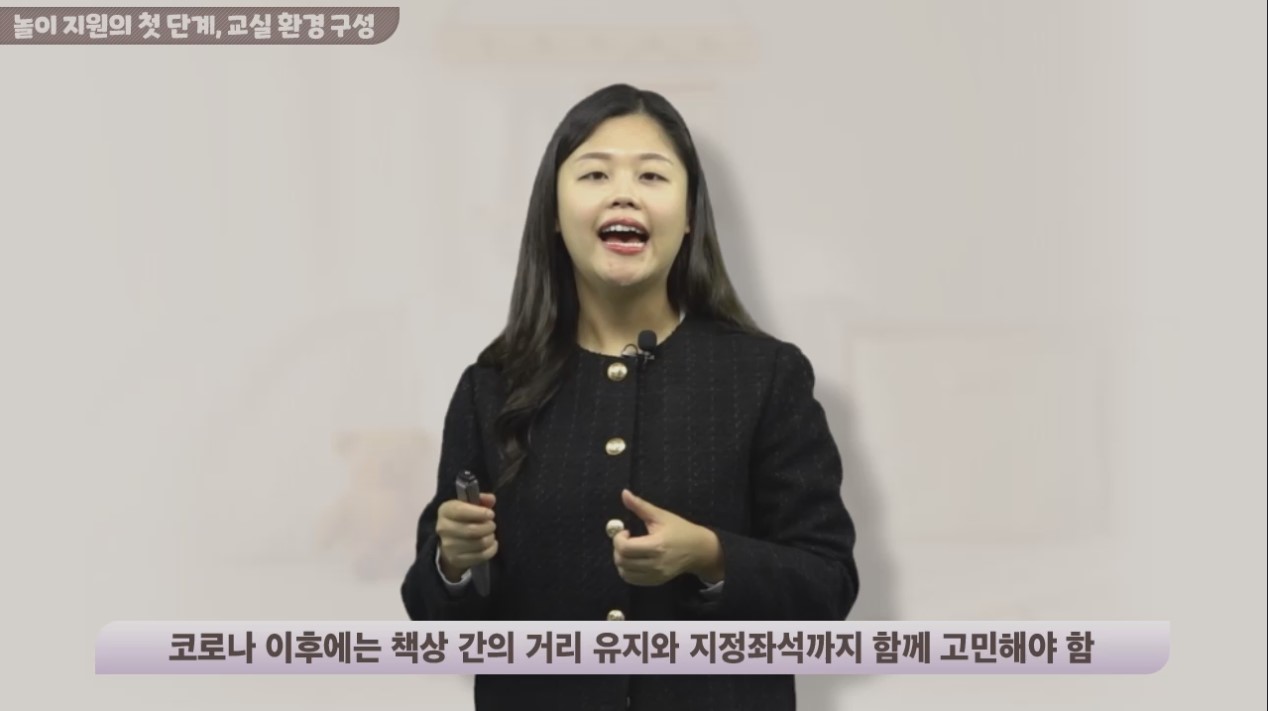 놀이 지원의 첫 단계, 교실 환경 구성
코로나 이후에는 책상 간의 거리 유지와 지정좌석까지 함께 고민해야 함